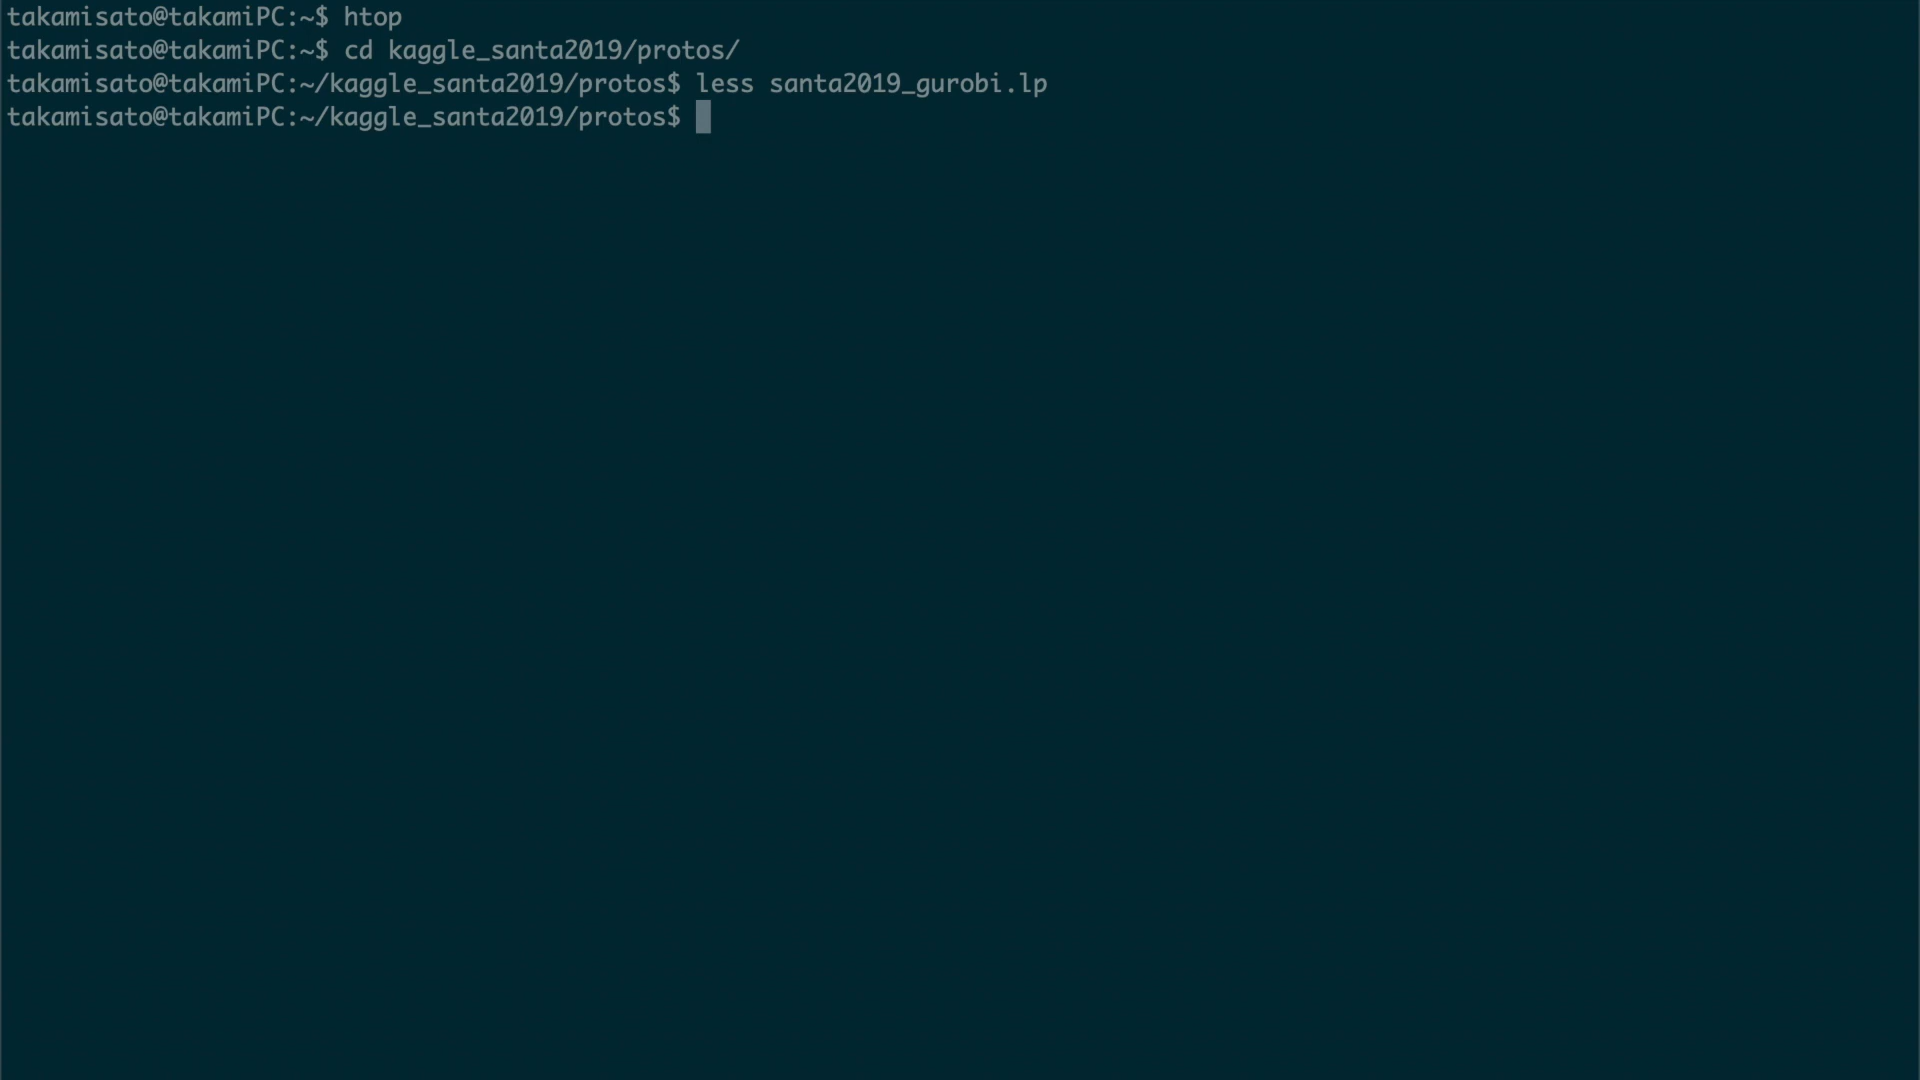 takamisato@takamiPC:~$ htop
takamisato@takamiPC:~$ cd kaggle_santa2019/protos/
takamisato@takamiPC:~/kaggle_santa2019/protos$ less santa2019_gurobi.lp
takamisato@takamiPC:~/kaggle_santa2019/protos$